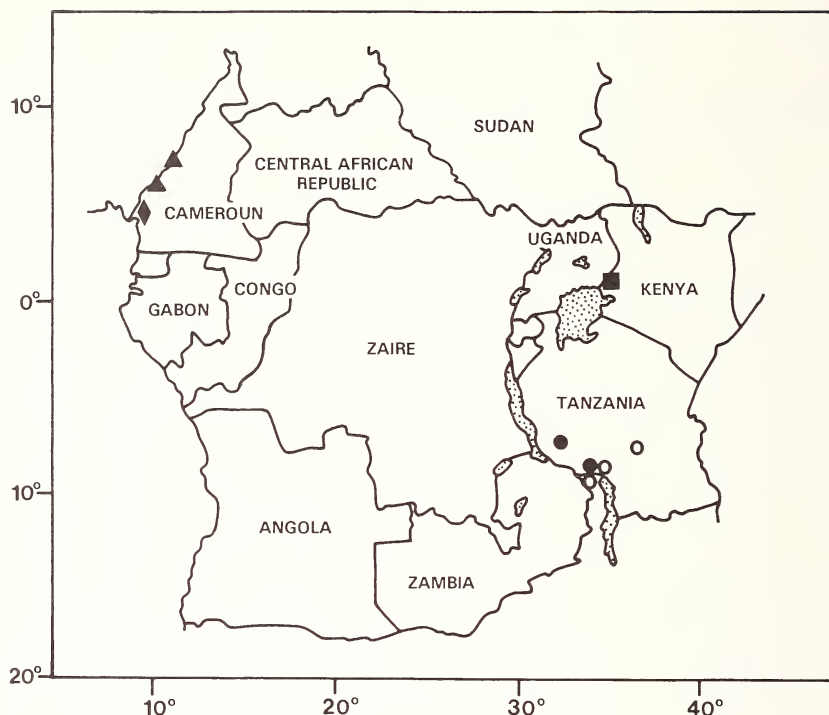 10°
SUDAN
CENTRAL AFRICAN
REPUBLIC
CAMEROUN
UGANDA
CONGO
KENYA
0°
GABON
ZAIRE
TANZANIA
10°
ANGOLA
ZAMBIA
20°
10°
20°
30°
40°